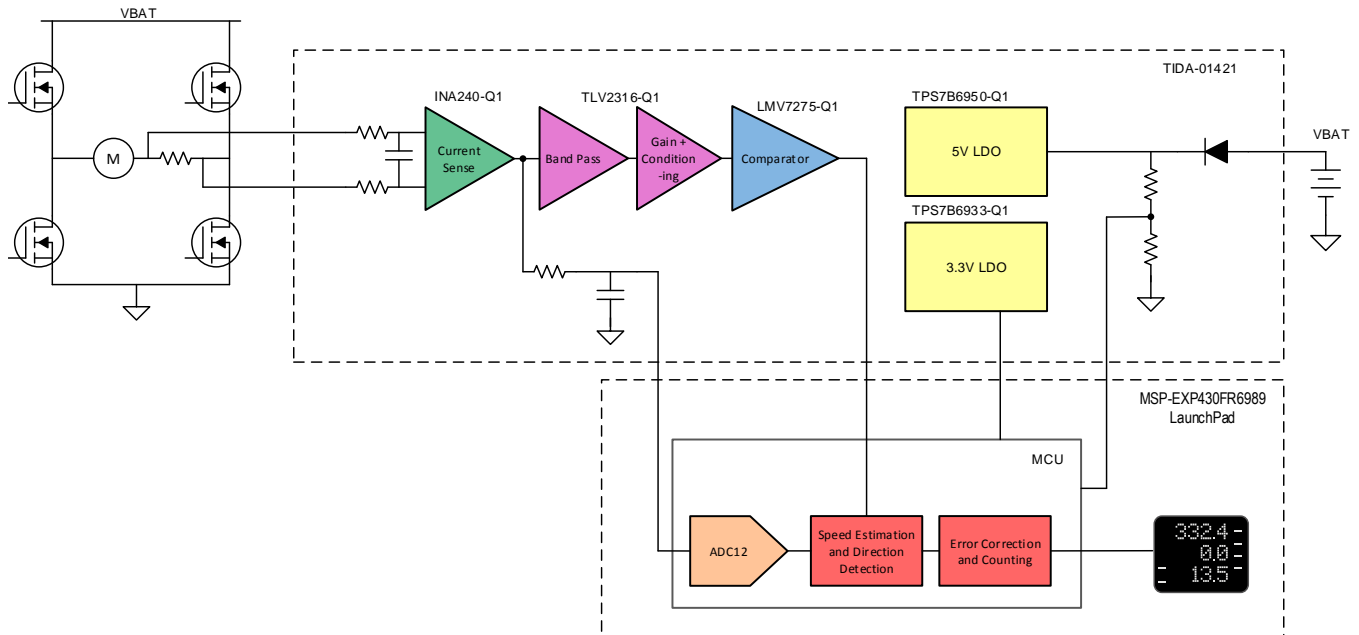 VBAT
M
TIDA-01421
INA240-Q1
TLV2316-Q1
LMV7275-Q1
TPS7B6950-Q1
VBAT
Current
Sense
Band Pass
Gain +
Condition
-ing
Comparator
5V LDO
TPS7B6933-Q1
3.3V LDO
MSP-EXP430FR6989
LaunchPad
MCU
ADC12
Speed Estimation
and Direction
Detection
Error Correction
and Counting
332.4
0.0
13.5